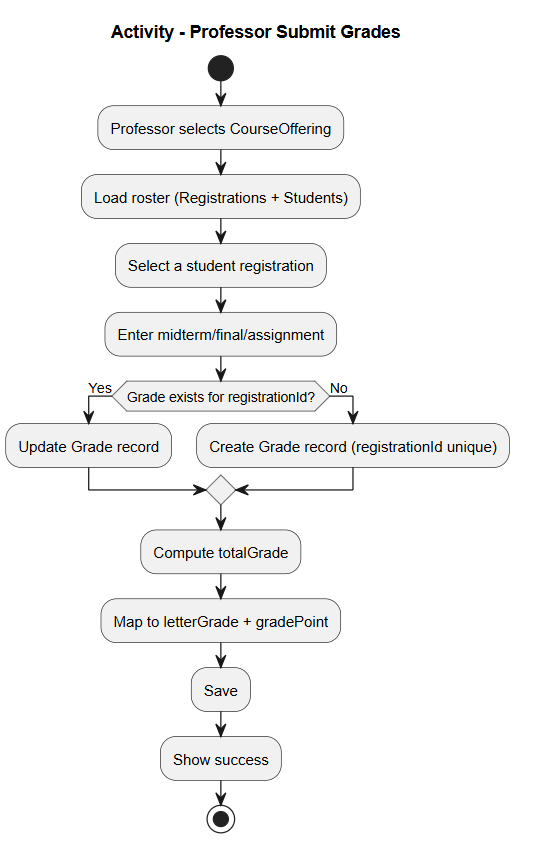 Activity - Professor Submit Grades
Professor selects CourseOffering
Load roster (Registrations + Students)
Select a student registration
Enter midterm/final/assignment
Yes
Grade exists for registrationId?
No
Update Grade record
Create Grade record (registrationId unique)
Compute totalGrade
Map to letterGrade + gradePoint
Save
Show success